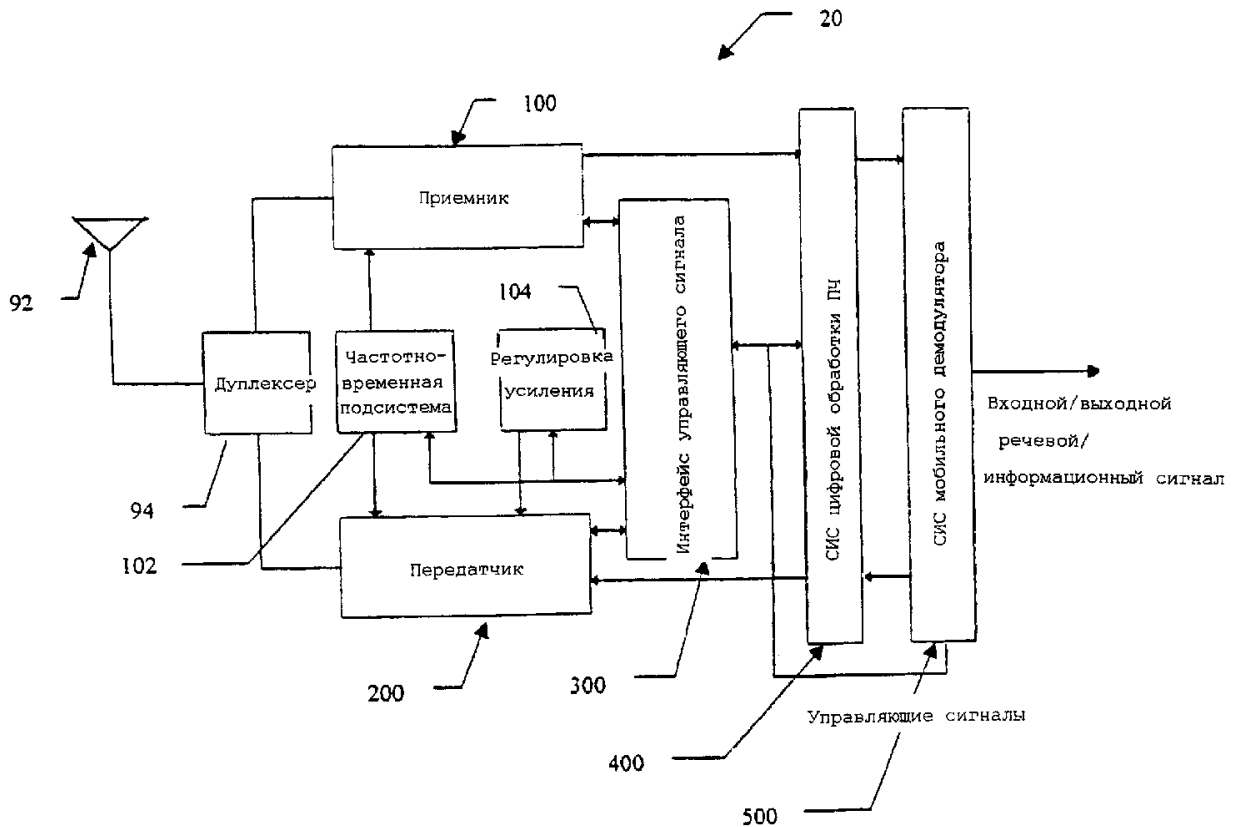 20
100
Приемник
92
104
Дуплексер
Частотно-
временная
подсистема
Регулировка
усиления
Интерфейс управляющего сигнала
СИС цифровой обработки ПЧ
СИС мобильного демодулятора
Входной/выходной
речевой/
информационный сигнал
94
102
Передатчик
200
300
Управляющие сигналы
400
500